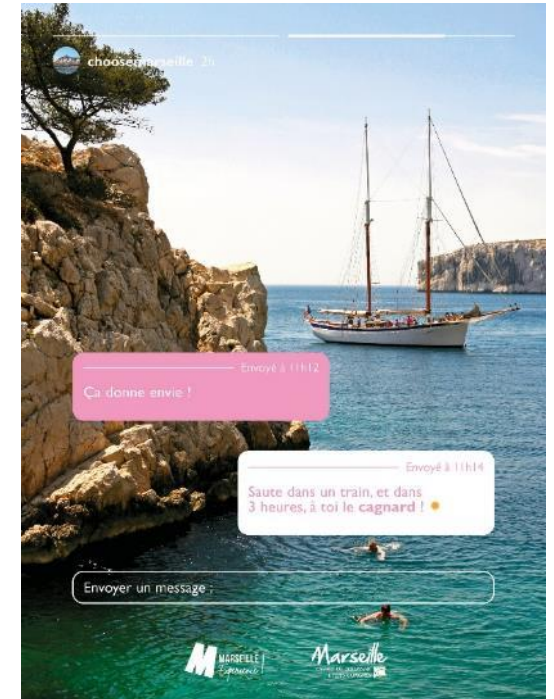 choosemarseille 2h
Envoyé à 11h12
Ça donne envie !
Envoyé à 11h14
Saute dans un train, et dans
3 heures, à toi le cagnard !
Envoyer un message :
MARSEILLE
Marseille